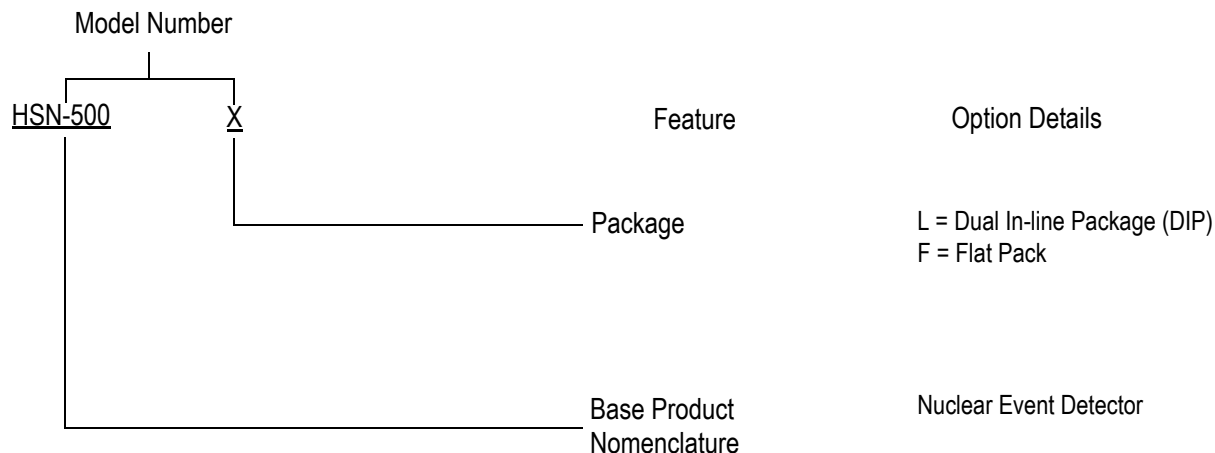 Model Number
HSN-500 X Feature Option Details
Package L = Dual In-line Package (DIP)
F = Flat Pack
Base Product Nuclear Event Detector
Nomenclature